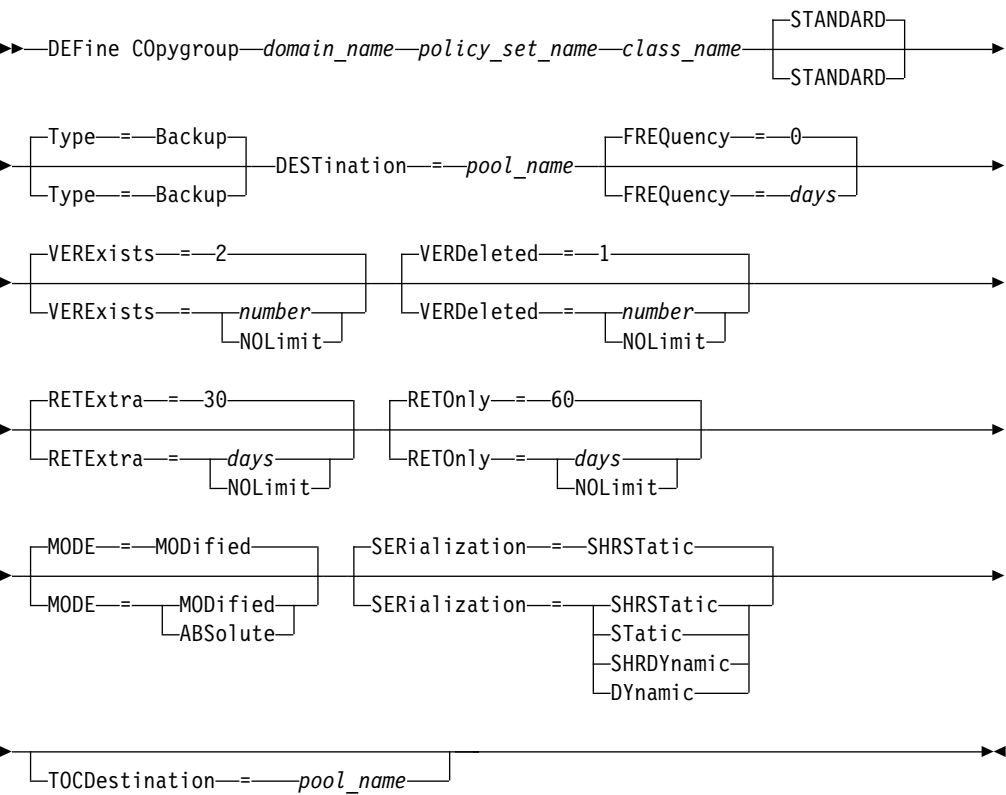 STANDARD
DEFine COpygroup domain_name policy_set_name class_name
STANDARD
Type = Backup
DESTination = pool_name
Type = Backup
FREQuency = 0
FREQuency = days
VERExists = 2
VERExists = number
NOLimit
VERDeleted = 1
VERDeleted = number
NOLimit
RETExtra = 30
RETExtra = days
NOLimit
RETOnly = 60
RETOnly = days
NOLimit
MODE = MODified
MODE = MODified
ABSolute
SERialization = SHRSTatic
SERialization = SHRSTatic
STatic
SHRDYnamic
DYnamic
TOCDestination = pool_name